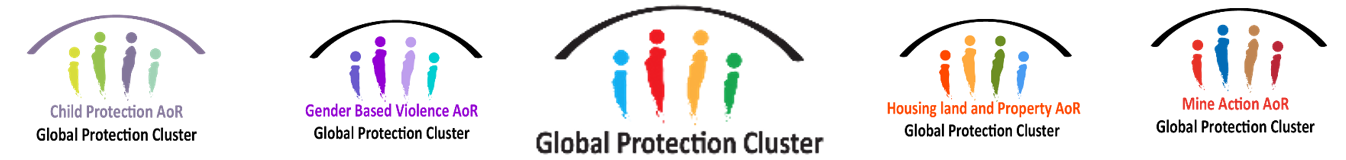 Child Protection AoR
Global Protection Cluster
Gender Based Violence AoR
Global Protection Cluster
Global Protection Cluster
Housing land and Property AoR
Global Protection Cluster
Mine Action AoR
Global Protection Cluster